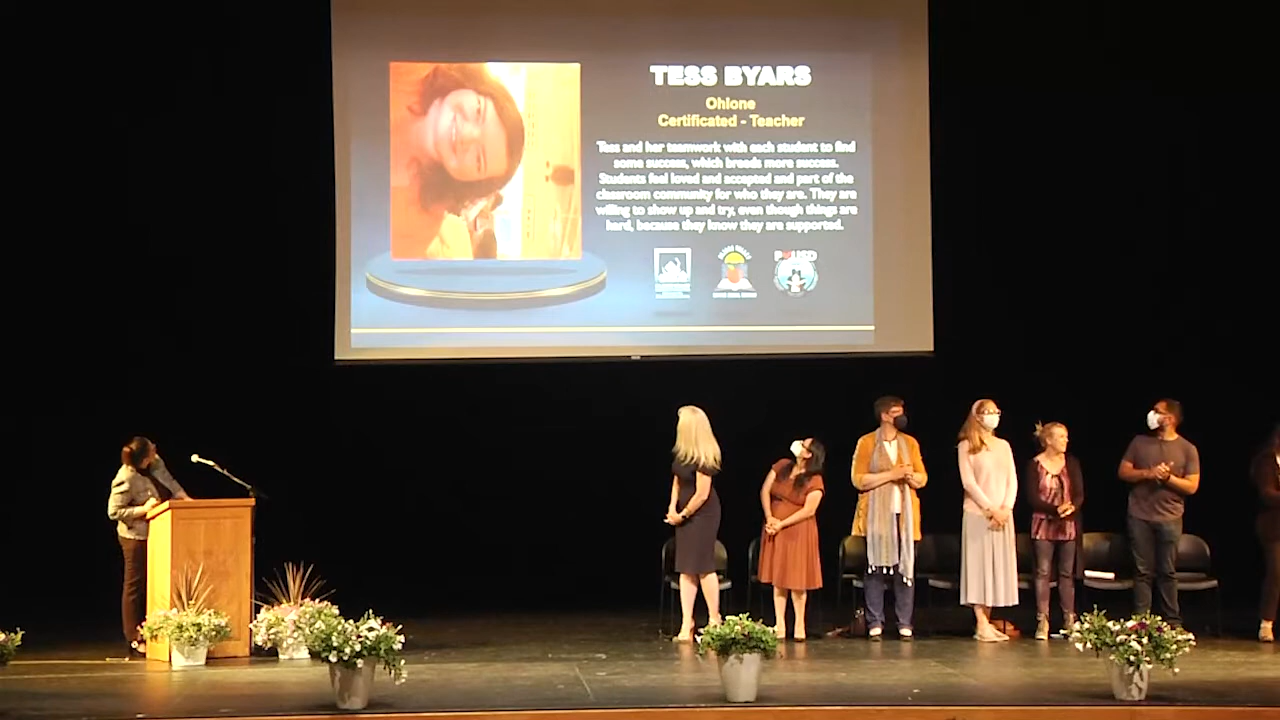 TESS BYARS
Ohlone
Certificated - Teacher
Tess and her teamwork with each student to find
some success, which breeds more success.
Students feel loved and accepted and part of the
classroom community for who they are. They are
willing to show up and try, even though things are
hard, because they know they are supported.